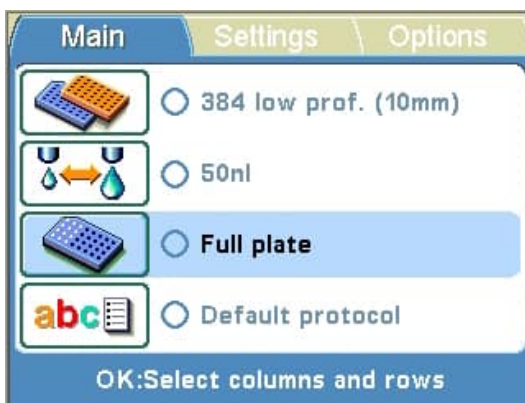 Main Settings Options
384 low prof. (10mm)
50nl
Full plate
abc Default protocol
OK:Select columns and rows